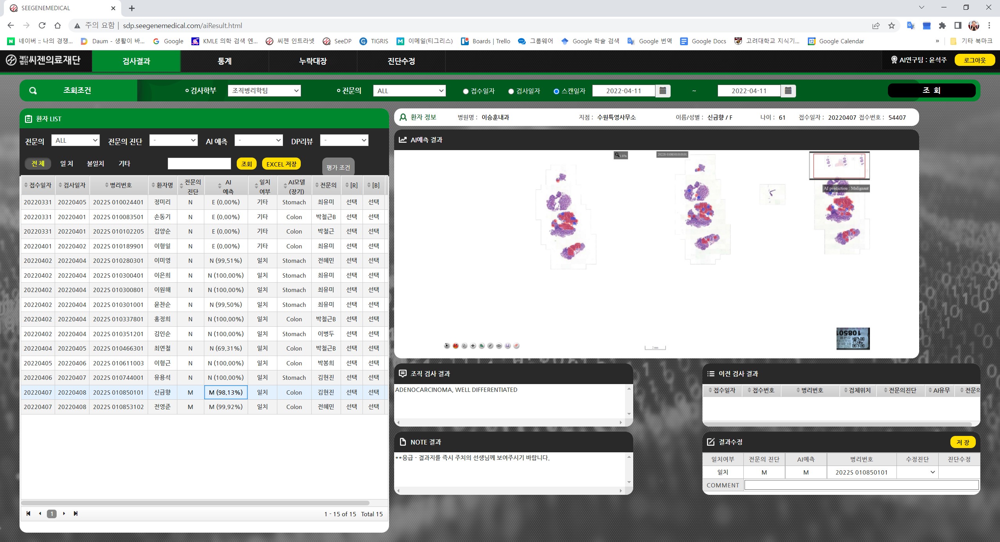 SEEGENEMEDICAL
주의 요함 | sdp.seegenemedical.com/aiResult.html
네이버 :: 나의 경쟁... Daum - 생활이 바... Google KMLE 의학 검색 엔... 씨젠 인트라넷 SeeDP TIGRIS 이메일(티그리스) Boards | Trello 그룹웨어 Google 학술 검색 Google 번역 Google Docs 고려대학교 지식기... Google Calendar » 기타 북마크
재단법인 씨젠의료재단 검사결과 통계 누락대장 진단수정 AI연구팀 : 윤석주 로그아웃
조회조건 검사학부 조직병리학팀 전문의 ALL 접수일자 검사일자 스캔일자 2022-04-11 ~ 2022-04-11 조 회
환자 LIST
전문의 ALL 전문의 진단 - AI 예측 - DP리뷰 -
전 체 일 치 불일치 기타 조회 EXCEL 저장 평가 조건
접수일자 검사일자 병리번호 환자명 전문의 진단 AI 예측 일치 여부 AI모델 (장기) 전문의 [R] [B]
20220331 20220405 2022S 010024401 정미리 N E (0.00%) 기타 Stomach 최유미 선택 선택
20220331 20220401 2022S 010083501 손동기 N E (0.00%) 기타 Colon 박철근B 선택 선택
20220331 20220401 2022S 010102205 김양순 N E (0.00%) 기타 Colon 박철근 선택 선택
20220401 20220402 2022S 010189901 이형일 N E (0.00%) 기타 Colon 최유미 선택 선택
20220402 20220404 2022S 010280301 이미영 N N (99.51%) 일치 Stomach 전혜민 선택 선택
20220402 20220404 2022S 010300401 이은희 N N (100.00%) 일치 Stomach 최유미 선택 선택
20220402 20220404 2022S 010300801 이원해 N N (100.00%) 일치 Stomach 최유미 선택 선택
20220402 20220404 2022S 010301001 윤찬순 N N (99.50%) 일치 Stomach 최유미 선택 선택
20220402 20220404 2022S 010337801 홍정희 N N (100.00%) 일치 Colon 박철근B 선택 선택
20220402 20220404 2022S 010351201 김인순 N N (100.00%) 일치 Stomach 이병두 선택 선택
20220404 20220405 2022S 010466301 최연철 N N (69.31%) 일치 Colon 박철근B 선택 선택
20220405 20220406 2022S 010611003 이형근 N N (100.00%) 일치 Colon 박봉희 선택 선택
20220406 20220407 2022S 010744001 유용석 N N (100.00%) 일치 Stomach 김현진 선택 선택
20220407 20220408 2022S 010850101 신금향 M M (98.13%) 일치 Colon 김현진 선택 선택
20220407 20220408 2022S 010853102 전영준 M M (99.92%) 일치 Colon 전혜민 선택 선택
1
1 - 15 of 15 Total 15
환자 정보 병원명 : 이승훈내과 지점 : 수원특영사무소 이름/성별 : 신금향 / F 나이 : 61 접수일자 : 20220407 접수번호 : 54407
AI예측 결과
1.07x
2022S 0108501010101
AI prediction : Malignant
2 mm
10850
조직 검사 결과
ADENOCARCINOMA, WELL DIFFERENTIATED
이전 검사 결과
접수일자 접수번호 병리번호 검체위치 전문의진단 AI유무 전문의
NOTE 결과
**응급 - 결과지를 즉시 주치의 선생님께 보여주시기 바랍니다.
결과수정 저 장
일치여부 전문의 진단 AI예측 병리번호 수정진단 진단수정
일치 M M 2022S 010850101
COMMENT